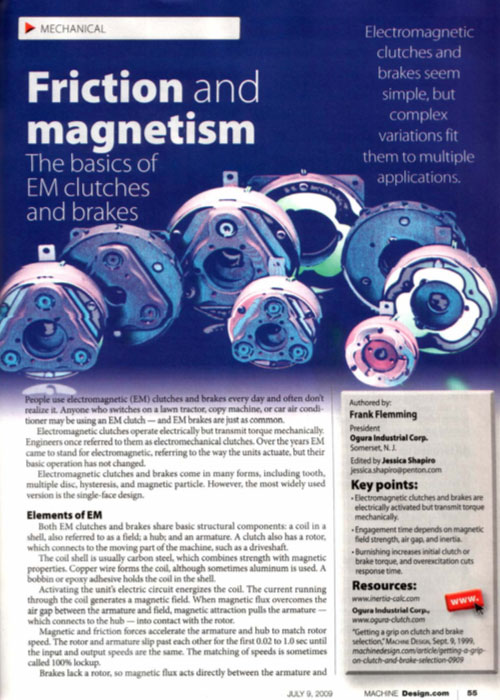 MECHANICAL
Friction and
magnetism
The basics of
EM clutches
and brakes
Electromagnetic
clutches and
brakes seem
simple, but
complex
variations fit
them to multiple
applications.
People use electromagnetic (EM) clutches and brakes every day and often don't
realize it. Anyone who switches on a lawn tractor, copy machine, or car air condi-
tioner may be using an EM clutch — and EM brakes are just as common.
Electromagnetic clutches operate electrically but transmit torque mechanically.
Engineers once referred to them as electromechanical clutches. Over the years EM
came to stand for electromagnetic, referring to the way the units actuate, but their
basic operation has not changed.
Electromagnetic clutches and brakes come in many forms, including tooth,
multiple disc, hysteresis, and magnetic particle. However, the most widely used
version is the single-face design.
Elements of EM
Both EM clutches and brakes share basic structural components: a coil in a
shell, also referred to as a field; a hub; and an armature. A clutch also has a rotor,
which connects to the moving part of the machine, such as a driveshaft.
The coil shell is usually carbon steel, which combines strength with magnetic
properties. Copper wire forms the coil, although sometimes aluminum is used. A
bobbin or epoxy adhesive holds the coil in the shell.
Activating the unit's electric circuit energizes the coil. The current running
through the coil generates a magnetic field. When magnetic flux overcomes the
air gap between the armature and field, magnetic attraction pulls the armature —
which connects to the hub — into contact with the rotor.
Magnetic and friction forces accelerate the armature and hub to match rotor
speed. The rotor and armature slip past each other for the first 0.02 to 1.0 sec until
the input and output speeds are the same. The matching of speeds is sometimes
called 100% lockup.
Brakes lack a rotor, so magnetic flux acts directly between the armature and
Authored by:
Frank Flemming
President
Ogura Industrial Corp.
Somerset, N. J.
Edited by Jessica Shapiro
jessica.shapiro@penton.com
Key points:
• Electromagnetic clutches and brakes are
electrically activated but transmit torque
mechanically.
• Engagement time depends on magnetic
field strength, air gap, and inertia.
• Burnishing increases initial clutch or
brake torque, and overexcitation cuts
response time.
Resources:
www.inertia-calc.com
www.
Ogura Industrial Corp.,
www.ogura-clutch.com
"Getting a grip on clutch and brake
selection," MACHINE DESIGN, Sept. 9, 1999,
machinedesign.com/article/getting-a-grip-
on-clutch-and-brake-selection-0909
JULY 9, 2009 MACHINE Design.com 55